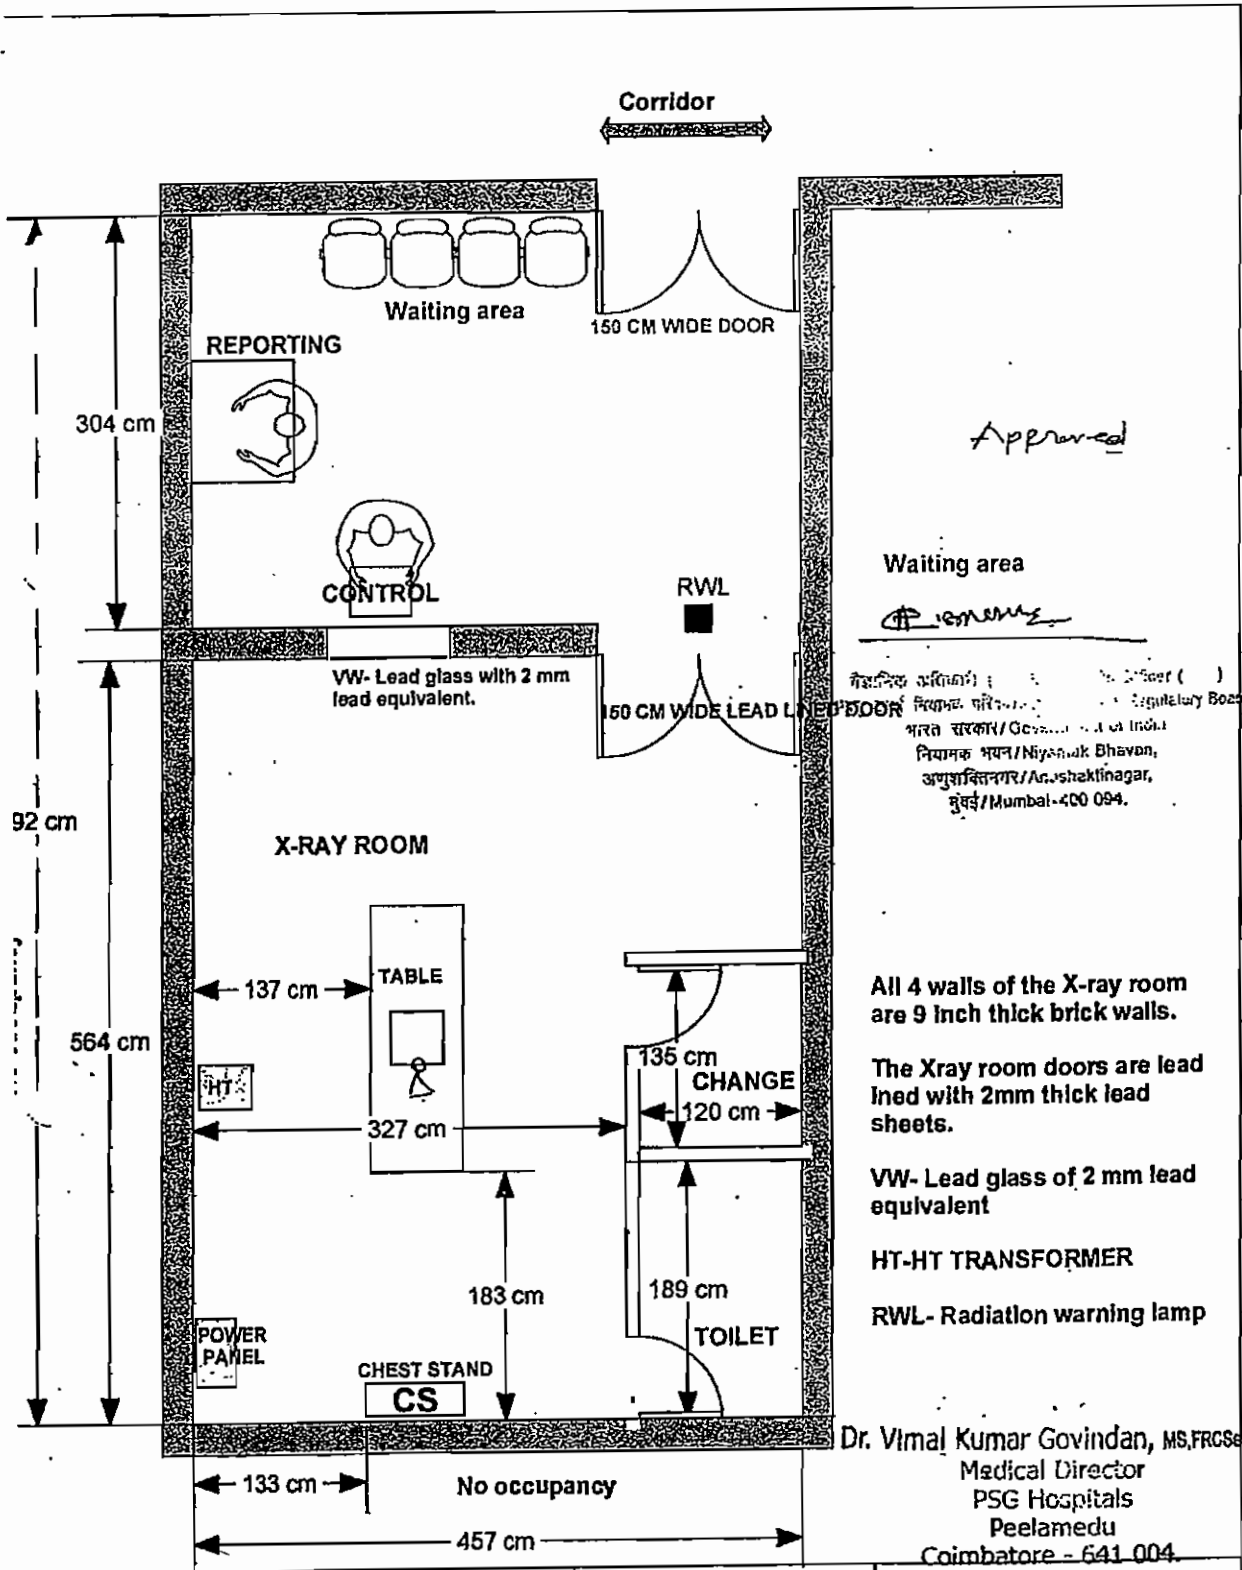 Corridor
Waiting area
150 CM WIDE DOOR
REPORTING
304 cm
Approved
CONTROL
RWL
Waiting area
VW- Lead glass with 2 mm
lead equivalent.
150 CM WIDE LEAD LINED DOOR
भारत सरकार/Government of India
नियामक भवन/Niyamak Bhavan,
अणुशक्तिनगर/Anushaktinagar,
मुंबई/Mumbai-400 094.
92 cm
X-RAY ROOM
TABLE
137 cm
564 cm
HT
135 cm
CHANGE
120 cm
327 cm
All 4 walls of the X-ray room
are 9 inch thick brick walls.
The Xray room doors are lead
lned with 2mm thick lead
sheets.
VW- Lead glass of 2 mm lead
equivalent
HT-HT TRANSFORMER
RWL- Radiation warning lamp
183 cm
189 cm
TOILET
POWER
PANEL
CHEST STAND
CS
133 cm
No occupancy
457 cm
Dr. Vimal Kumar Govindan, MS,FRCSe
Medical Director
PSG Hospitals
Peelamedu
Coimbatore - 641 004.